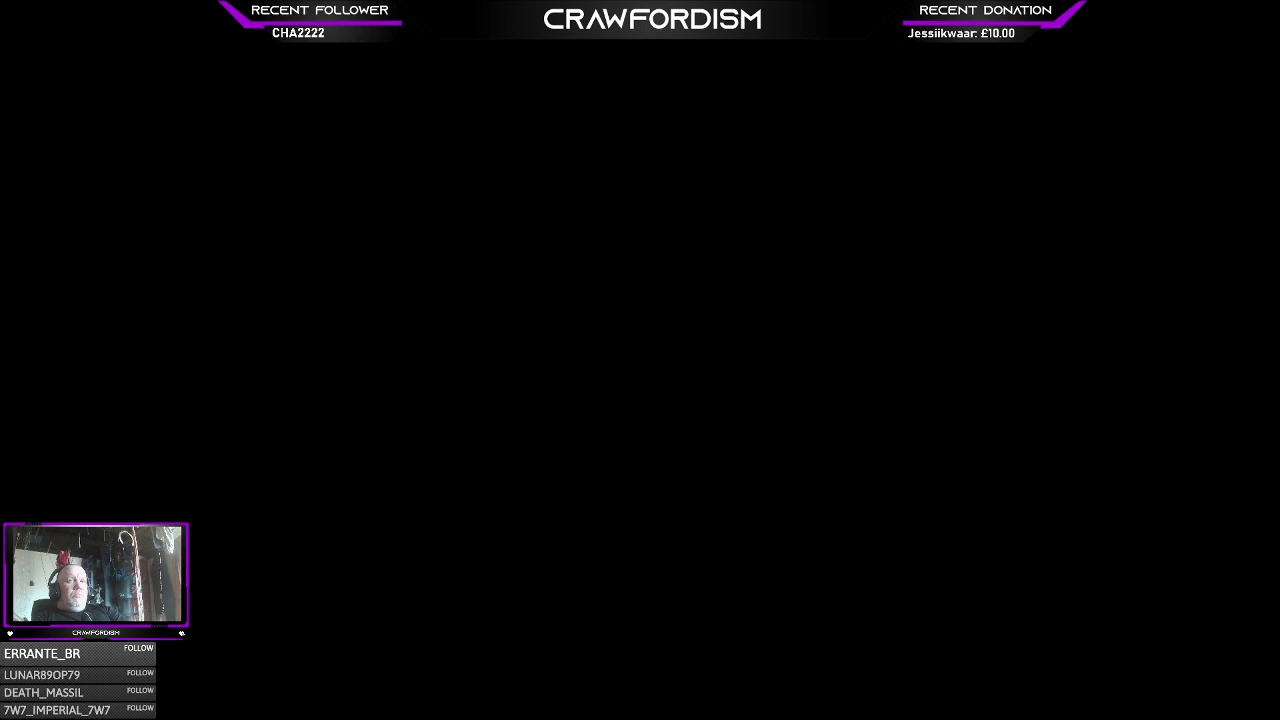 RECENT FOLLOWER
CHA2222
CRAWFORDISM
RECENT DONATION
Jessiikwaar: £10.00
CRAWFORDISM
ERRANTE_BR FOLLOW
LUNAR89OP79 FOLLOW
DEATH_MASSIL FOLLOW
7W7_IMPERIAL_7W7 FOLLOW